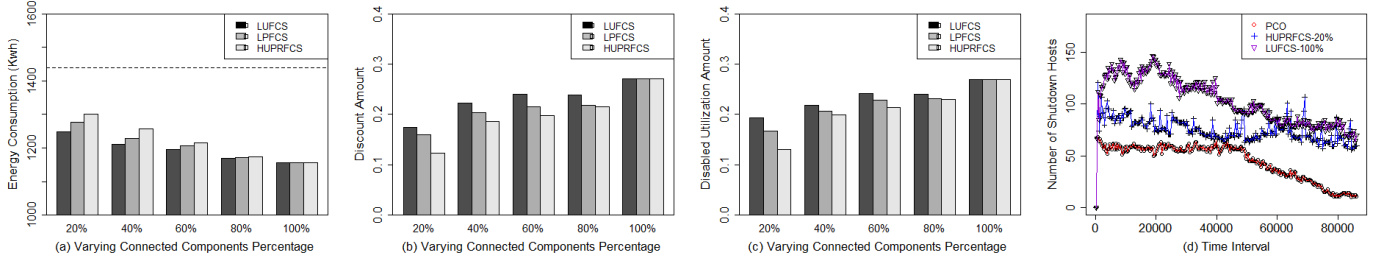 Energy Consumption (Kwh)
1000
1200
1400
1600
LUFCS
LPFCS
HUPRFCS
20%
40%
60%
80%
100%
(a) Varying Connected Components Percentage
Discount Amount
0.0
0.1
0.2
0.3
0.4
LUFCS
LPFCS
HUPRFCS
20%
40%
60%
80%
100%
(b) Varying Connected Components Percentage
Disabled Utilization Amount
0.0
0.1
0.2
0.3
0.4
LUFCS
LPFCS
HUPRFCS
20%
40%
60%
80%
100%
(c) Varying Connected Components Percentage
Number of Shutdown Hosts
0
50
100
150
PCO
HUPRFCS-20%
LUFCS-100%
0
20000
40000
60000
80000
(d) Time Interval